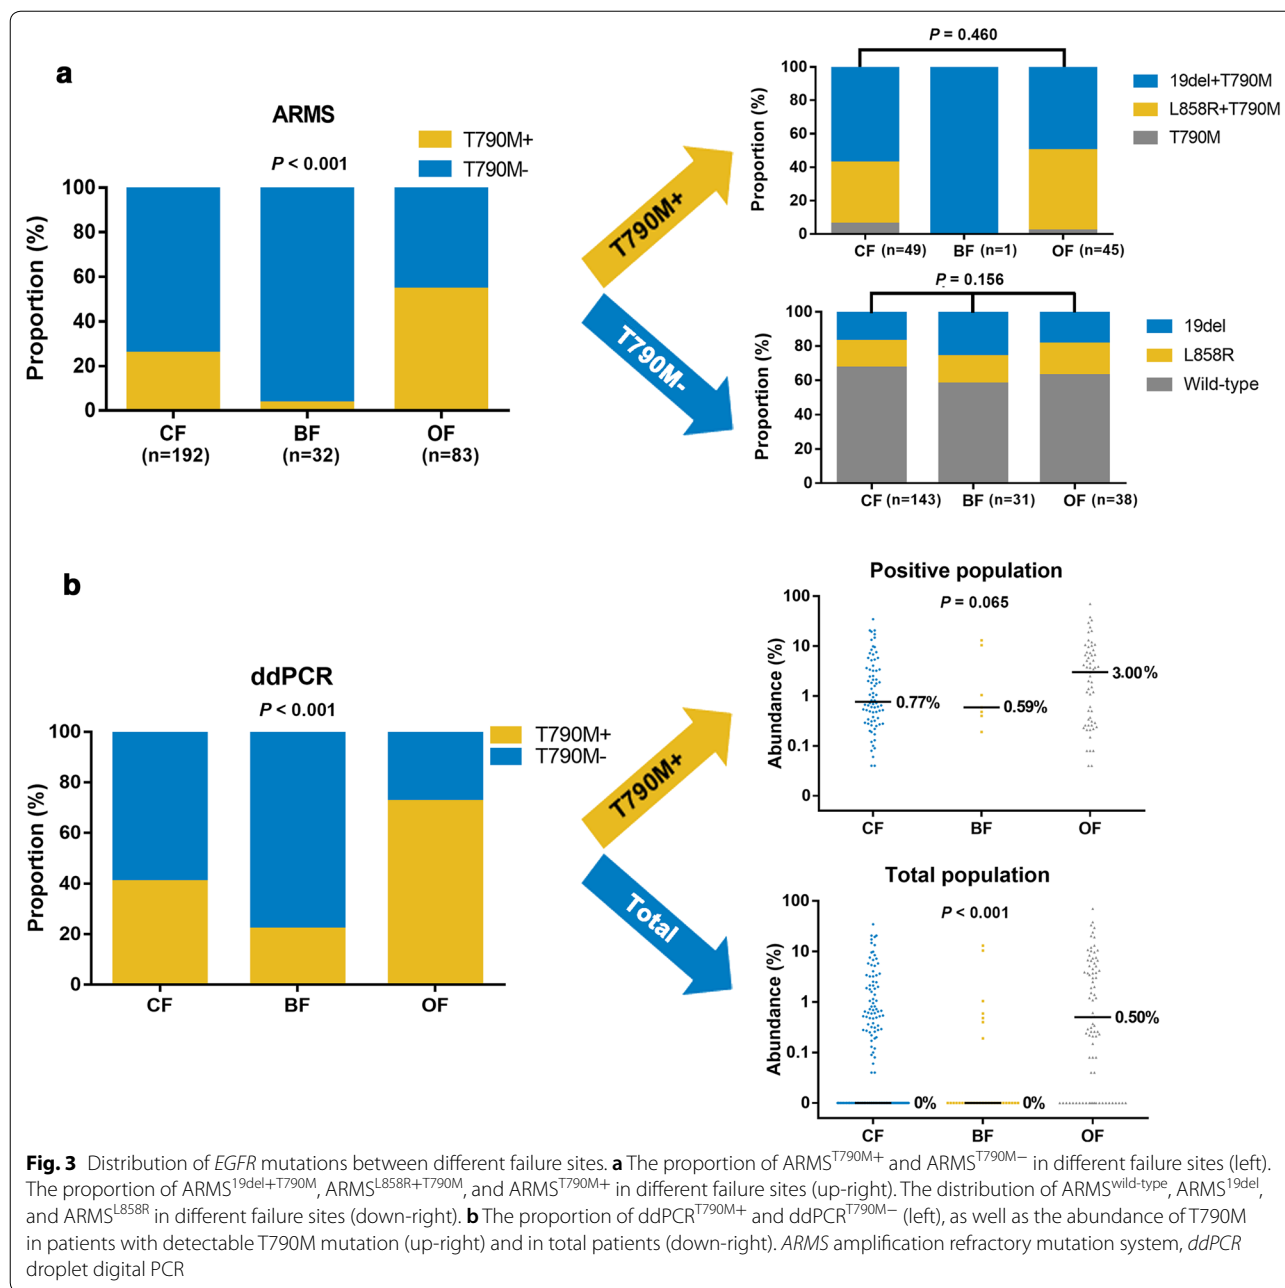 a
ARMS
P < 0.001
T790M+
T790M-
Proportion (%)
100
80
60
40
20
0
CF
(n=192)
BF
(n=32)
OF
(n=83)
T790M+
T790M-
P = 0.460
Proportion (%)
100
80
60
40
20
0
CF (n=49)
BF (n=1)
OF (n=45)
19del+T790M
L858R+T790M
T790M
P = 0.156
Proportion (%)
100
80
60
40
20
0
CF (n=143)
BF (n=31)
OF (n=38)
19del
L858R
Wild-type
b
ddPCR
P < 0.001
T790M+
T790M-
Proportion (%)
100
80
60
40
20
0
CF
BF
OF
T790M+
Total
Positive population
P = 0.065
Abundance (%)
100
10
1
0.1
0
0.77%
0.59%
3.00%
CF
BF
OF
Total population
P < 0.001
Abundance (%)
100
10
1
0.1
0
0%
0%
0.50%
CF
BF
OF
Fig. 3 Distribution of EGFR mutations between different failure sites. a The proportion of ARMS^T790M+ and ARMS^T790M− in different failure sites (left).
The proportion of ARMS^19del+T790M, ARMS^L858R+T790M, and ARMS^T790M+ in different failure sites (up-right). The distribution of ARMS^wild-type, ARMS^19del,
and ARMS^L858R in different failure sites (down-right). b The proportion of ddPCR^T790M+ and ddPCR^T790M− (left), as well as the abundance of T790M
in patients with detectable T790M mutation (up-right) and in total patients (down-right). ARMS amplification refractory mutation system, ddPCR
droplet digital PCR